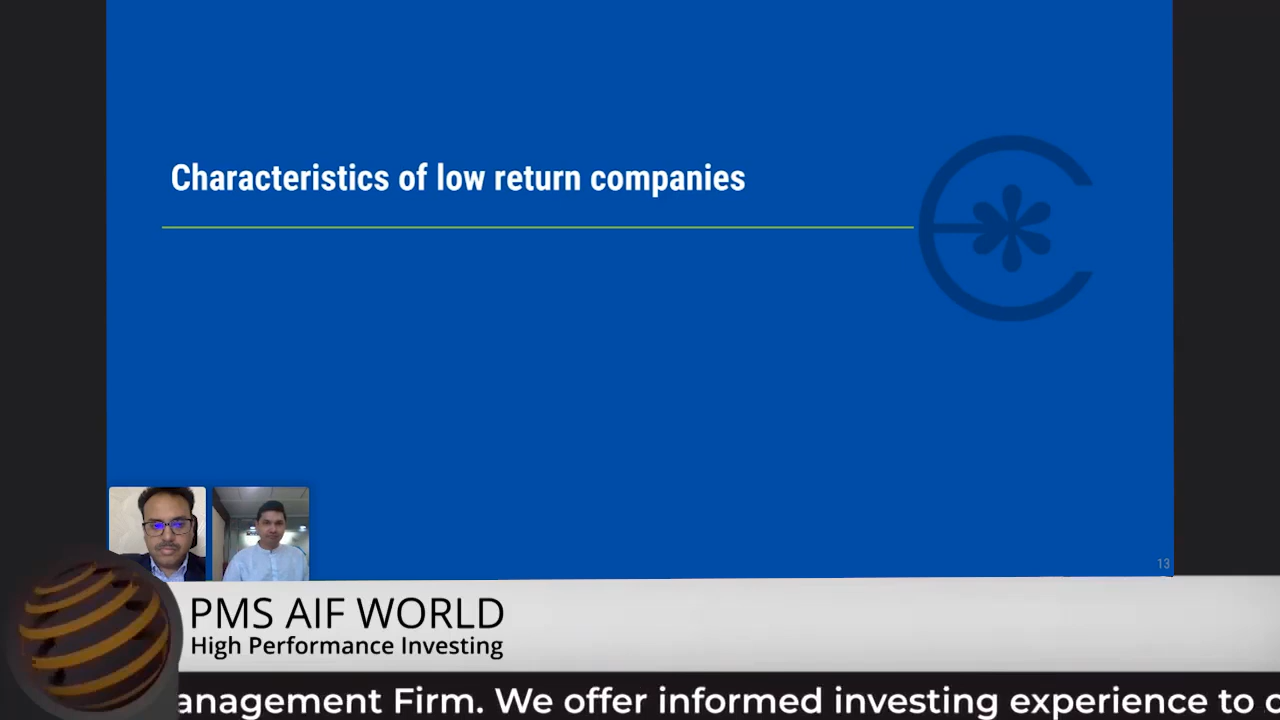 Characteristics of low return companies
13
PMS AIF WORLD
High Performance Investing
anagement Firm. We offer informed investing experience to